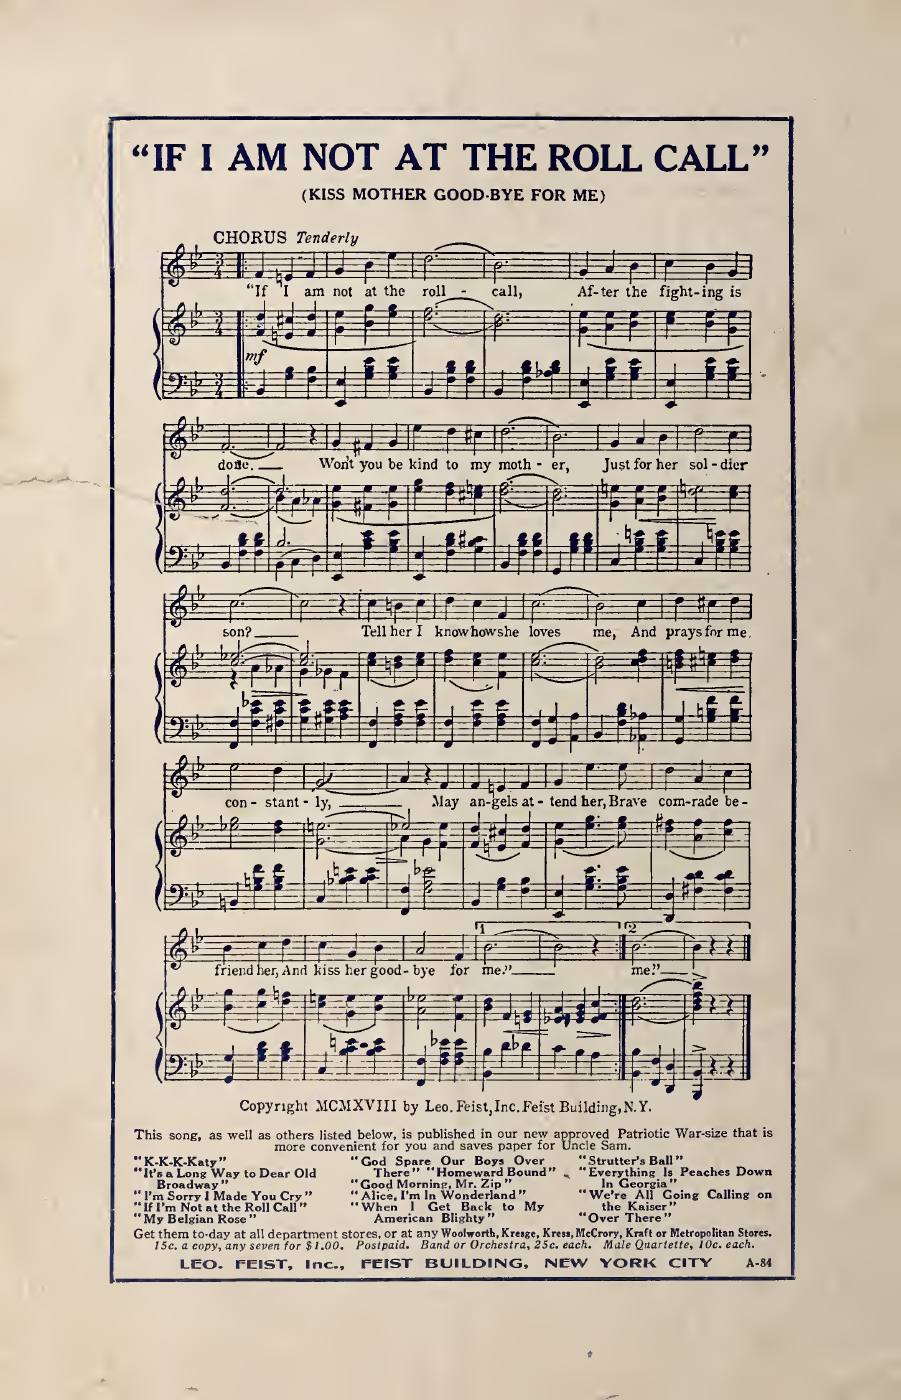 “IF I AM NOT AT THE ROLL CALL”
(KISS MOTHER GOOD-BYE FOR ME)
CHORUS Tenderly
“If I am not at the roll - call, Af-ter the fight-ing is
mf
done. Won't you be kind to my moth - er, Just for her sol - dier
son? Tell her I know how she loves me, And prays for me
con - stant - ly, May an-gels at - tend her, Brave com-rade be-
1 2
friend her, And kiss her good- bye for me.” me.”
Copyright MCMXVIII by Leo. Feist, Inc. Feist Building, N.Y.
This song, as well as others listed below, is published in our new approved Patriotic War-size that is
more convenient for you and saves paper for Uncle Sam.
“K-K-K-Katy”
“It's a Long Way to Dear Old
Broadway”
“I'm Sorry I Made You Cry”
“If I'm Not at the Roll Call”
“My Belgian Rose”
“God Spare Our Boys Over
There” “Homeward Bound”
“Good Morning, Mr. Zip”
“Alice, I'm In Wonderland”
“When I Get Back to My
American Blighty”
“Strutter's Ball”
“Everything Is Peaches Down
In Georgia”
“We're All Going Calling on
the Kaiser”
“Over There”
Get them to-day at all department stores, or at any Woolworth, Kresge, Kress, McCrory, Kraft or Metropolitan Stores.
15c. a copy, any seven for $1.00. Postpaid. Band or Orchestra, 25c. each. Male Quartette, 10c. each.
LEO. FEIST, Inc., FEIST BUILDING, NEW YORK CITY A-84